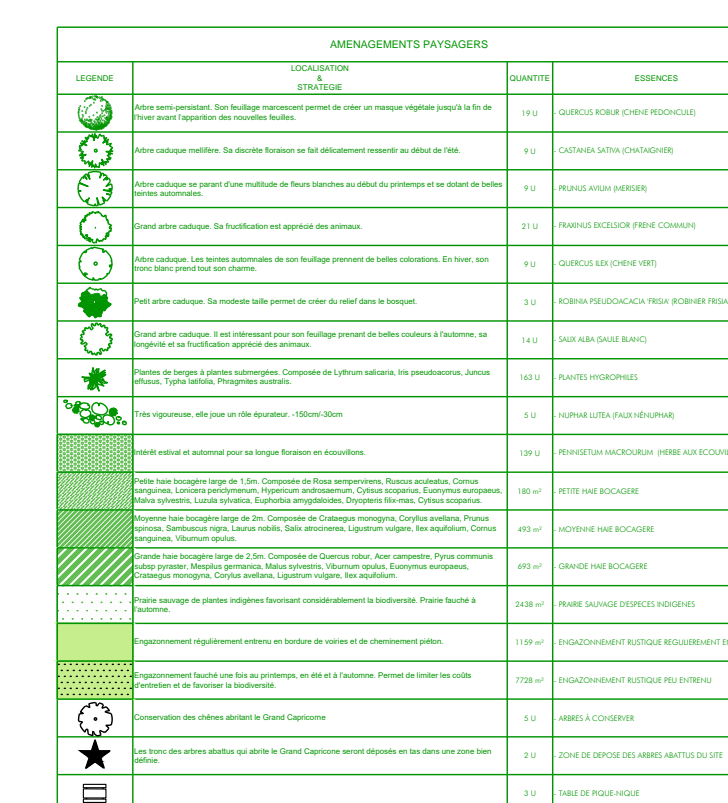 AMENAGEMENTS PAYSAGERS
LEGENDE
LOCALISATION
&
STRATEGIE
QUANTITE
ESSENCES
Arbre semi-persistant. Son feuillage marcescent permet de créer un masque végétale jusqu'à la fin de
l'hiver avant l'apparition des nouvelles feuilles.
19 U
- QUERCUS ROBUR (CHENE PEDONCULE)
Arbre caduque mellifère. Sa discrète floraison se fait délicatement ressentir au début de l'été.
9 U
- CASTANEA SATIVA (CHATAIGNIER)
Arbre caduque se parant d'une multitude de fleurs blanches au début du printemps et se dotant de belles
teintes automnales.
9 U
- PRUNUS AVIUM (MERISIER)
Grand arbre caduque. Sa fructification est apprécié des animaux.
21 U
- FRAXINUS EXCELSIOR (FRENE COMMUN)
Arbre caduque. Les teintes automnales de son feuillage prennent de belles colorations. En hiver, son
tronc blanc prend tout son charme.
9 U
- QUERCUS ILEX (CHENE VERT)
Petit arbre caduque. Sa modeste taille permet de créer du relief dans le bosquet.
3 U
- ROBINIA PSEUDOACACIA 'FRISIA' (ROBINIER FRISIA
Grand arbre caduque. Il est intéressant pour son feuillage prenant de belles couleurs à l'automne, sa
longévité et sa fructification apprécié des animaux.
14 U
- SALIX ALBA (SAULE BLANC)
Plantes de berges à plantes submergées. Composée de Lythrum salicaria, Iris pseudoacorus, Juncus
effusus, Typha latifolia, Phragmites australis.
163 U
- PLANTES HYGROPHILES
Très vigoureuse, elle joue un rôle épurateur. -150cm/-30cm
5 U
- NUPHAR LUTEA (FAUX NÉNUPHAR)
Intérêt estival et automnal pour sa longue floraison en écouvillons.
139 U
- PENNISETUM MACROURUM (HERBE AUX ECOUVIL
Petite haie bocagère large de 1,5m. Composée de Rosa sempervirens, Ruscus aculeatus, Cornus
sanguinea, Lonicera periclymenum, Hypericum androsaemum, Cytisus scoparius, Euonymus europaeus,
Malva sylvestris, Luzula sylvatica, Euphorbia amygdaloides, Dryopteris filix-mas, Cytisus scoparius.
180 m²
- PETITE HAIE BOCAGERE
Moyenne haie bocagère large de 2m. Composée de Crataegus monogyna, Coryllus avellana, Prunus
spinosa, Sambuscus nigra, Laurus nobilis, Salix atrocinerea, Ligustrum vulgare, Ilex aquifolium, Cornus
sanguinea, Viburnum opulus.
493 m²
- MOYENNE HAIE BOCAGERE
Grande haie bocagère large de 2,5m. Composée de Quercus robur, Acer campestre, Pyrus communis
subsp pyraster, Mespilus germanica, Malus sylvestris, Viburnum opulus, Euonymus europaeus,
Crataegus monogyna, Corylus avellana, Ligustrum vulgare, Ilex aquifolium.
693 m²
- GRANDE HAIE BOCAGERE
Prairie sauvage de plantes indigènes favorisant considérablement la biodiversité. Prairie fauché à
l'automne.
2438 m²
- PRAIRIE SAUVAGE D'ESPECES INDIGENES
Engazonnement régulièrement entrenu en bordure de voiries et de cheminement piéton.
1159 m²
- ENGAZONNEMENT RUSTIQUE REGULIEREMENT EN
Engazonnement fauché une fois au printemps, en été et à l'automne. Permet de limiter les coûts
d'entretien et de favoriser la biodiversité.
7728 m²
- ENGAZONNEMENT RUSTIQUE PEU ENTRENU
Conservation des chênes abritant le Grand Capricorne
5 U
- ARBRES À CONSERVER
Les tronc des arbres abattus qui abrite le Grand Capricone seront déposés en tas dans une zone bien
définie.
2 U
- ZONE DE DEPOSE DES ARBRES ABATTUS DU SITE
3 U
- TABLE DE PIQUE-NIQUE